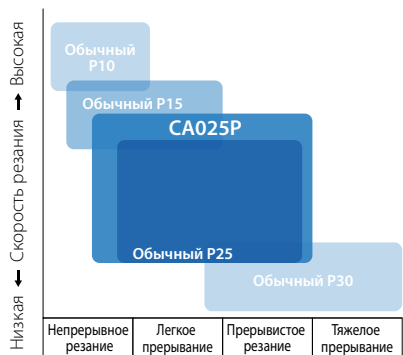 Обычный
P10
Обычный P15
CA025P
Обычный P25
Обычный P30
Низкая ← Скорость резания → Высокая
Непрерывное
резание
Легкое
прерывание
Прерывистое
резание
Тяжелое
прерывание